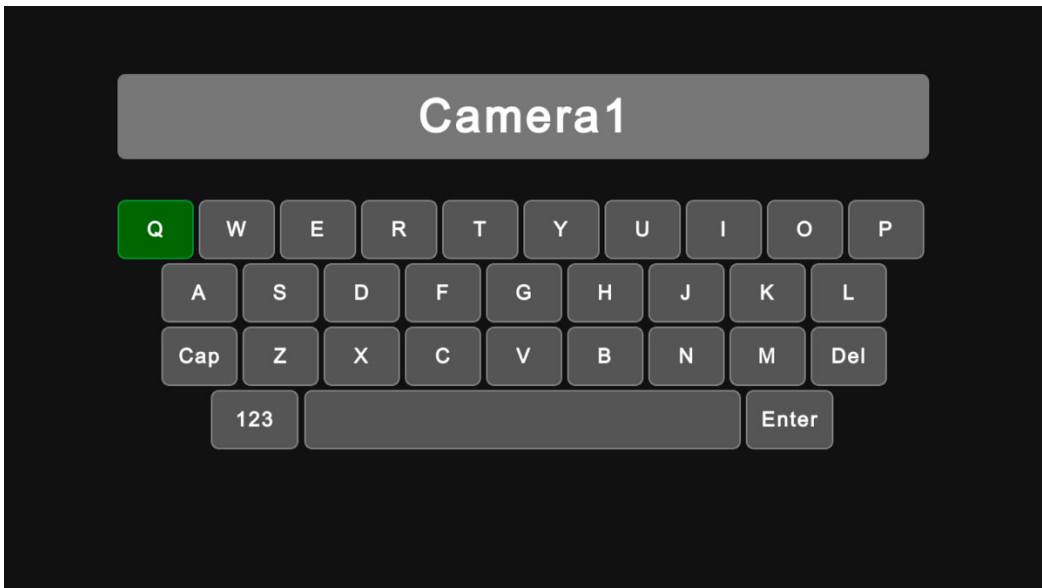 Camera1
Q W E R T Y U I O P
A S D F G H J K L
Cap Z X C V B N M Del
123 Enter